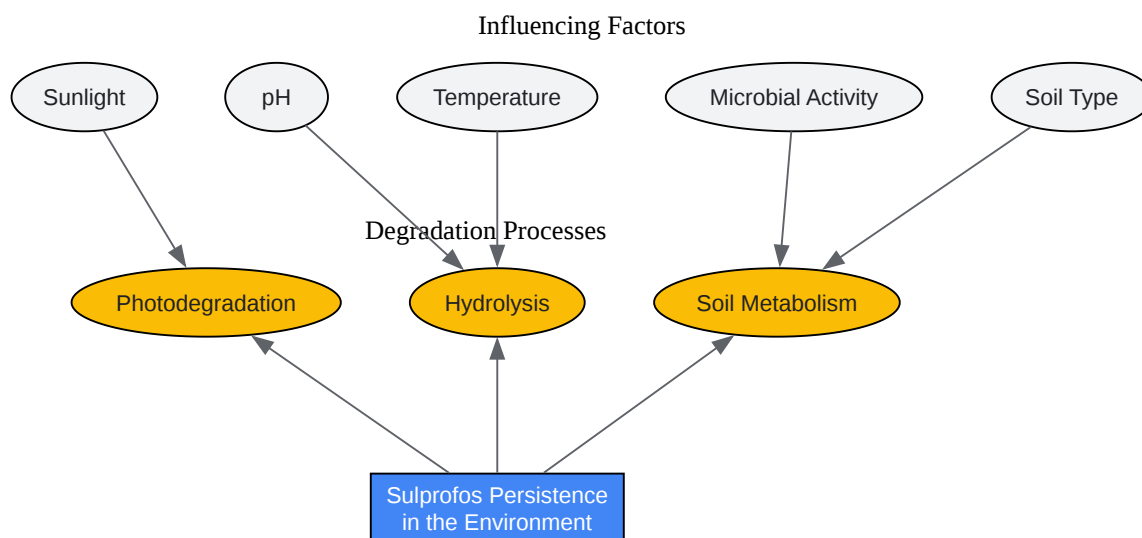 Influencing Factors
Sunlight
pH
Temperature
Microbial Activity
Soil Type
Degradation Processes
Photodegradation
Hydrolysis
Soil Metabolism
Sulprofos Persistence
in the Environment